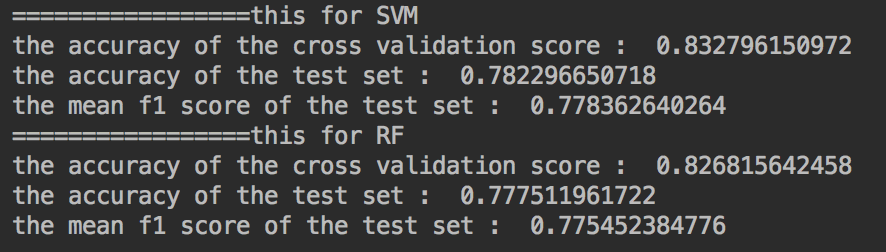 =================this for SVM
the accuracy of the cross validation score :  0.832796150972
the accuracy of the test set :  0.782296650718
the mean f1 score of the test set :  0.778362640264
=================this for RF
the accuracy of the cross validation score :  0.826815642458
the accuracy of the test set :  0.777511961722
the mean f1 score of the test set :  0.775452384776